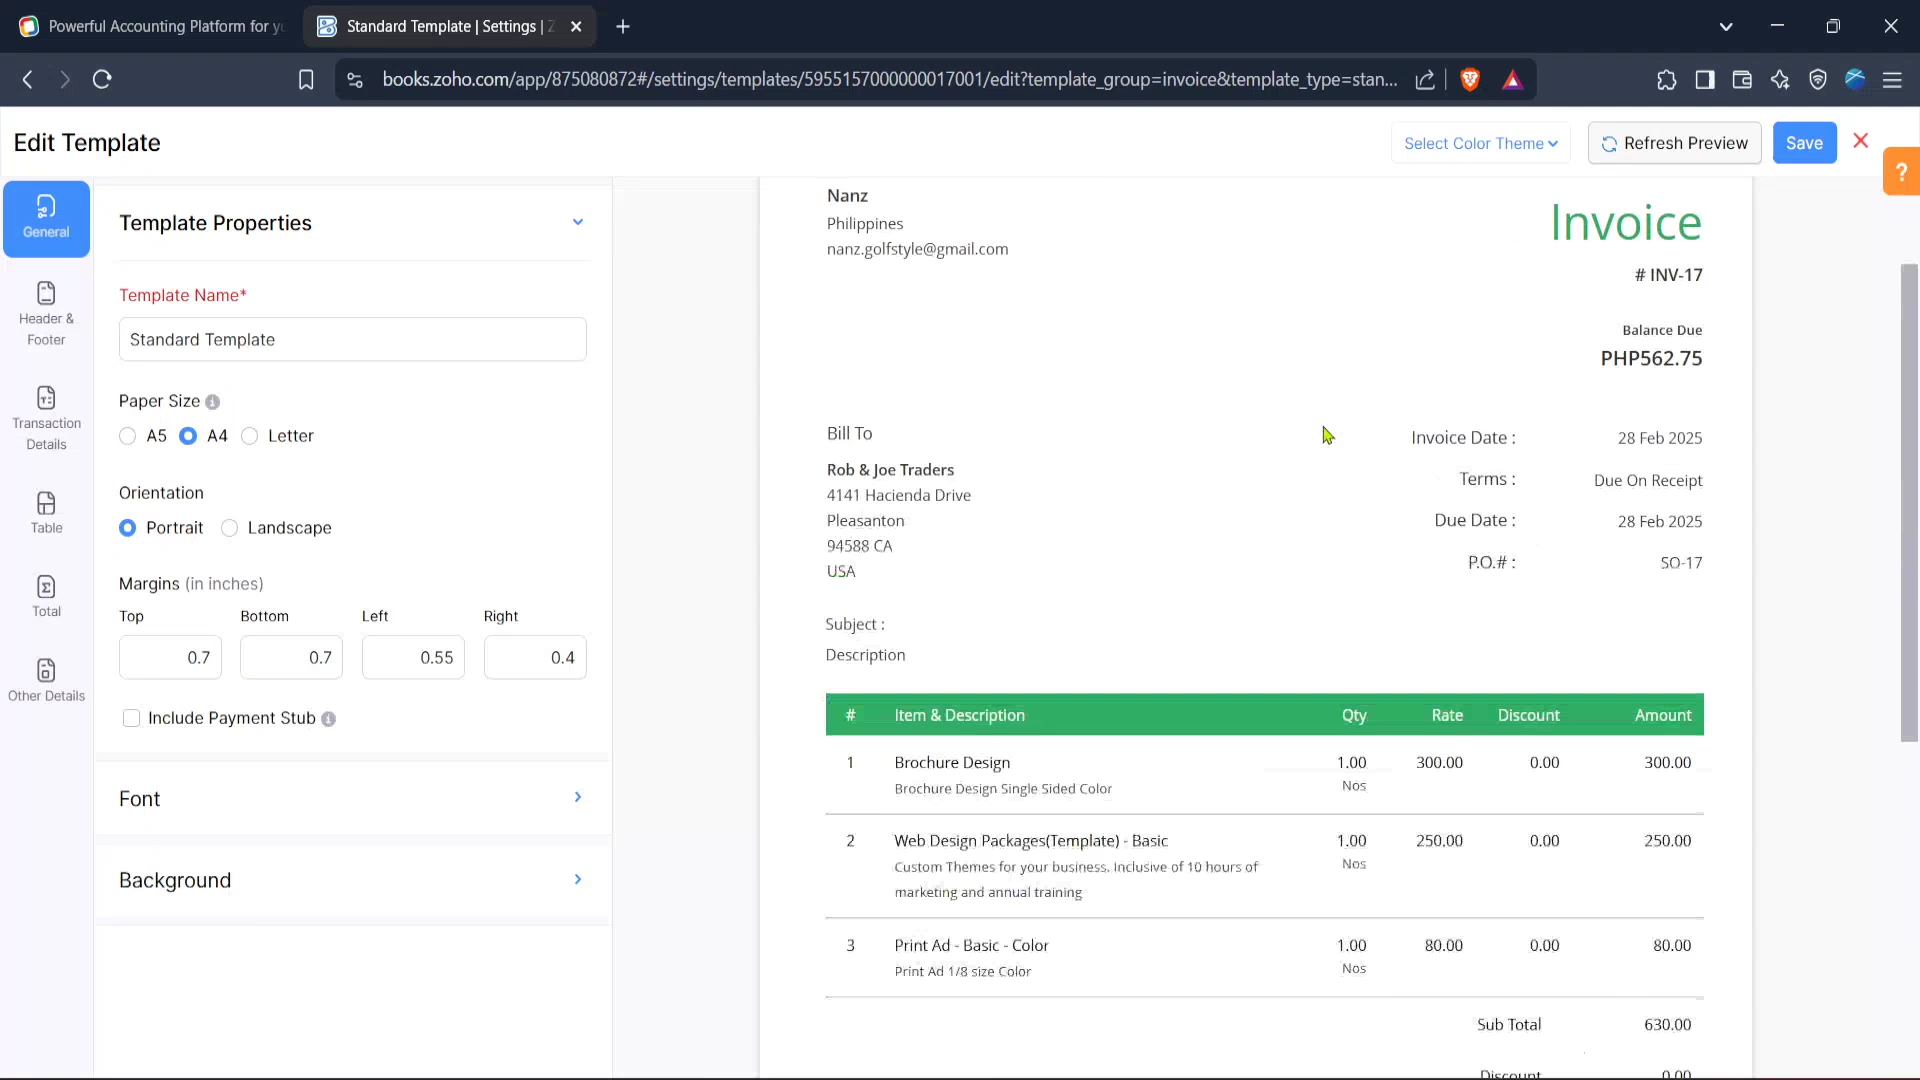 Powerful Accounting Platform for yo
Standard Template | Settings | Z
books.zoho.com/app/875080872#/settings/templates/5955157000000017001/edit?template_group=invoice&template_type=stan...
Edit Template
Select Color Theme
Refresh Preview
Save
?
General
Header &
Footer
Transaction
Details
Table
Total
Other Details
Template Properties
Template Name*
Standard Template
Paper Size
A5
A4
Letter
Orientation
Portrait
Landscape
Margins (in inches)
Top
Bottom
Left
Right
0.7
0.7
0.55
0.4
Include Payment Stub
Font
Background
Nanz
Philippines
nanz.golfstyle@gmail.com
Invoice
# INV-17
Balance Due
PHP562.75
Bill To
Rob & Joe Traders
4141 Hacienda Drive
Pleasanton
94588 CA
USA
Invoice Date : 28 Feb 2025
Terms : Due On Receipt
Due Date : 28 Feb 2025
P.O.# : SO-17
Subject :
Description
# Item & Description Qty Rate Discount Amount
1 Brochure Design 1.00 300.00 0.00 300.00
Brochure Design Single Sided Color Nos
2 Web Design Packages(Template) - Basic 1.00 250.00 0.00 250.00
Custom Themes for your business. Inclusive of 10 hours of Nos
marketing and annual training
3 Print Ad - Basic - Color 1.00 80.00 0.00 80.00
Print Ad 1/8 size Color Nos
Sub Total 630.00
Discount 0.00